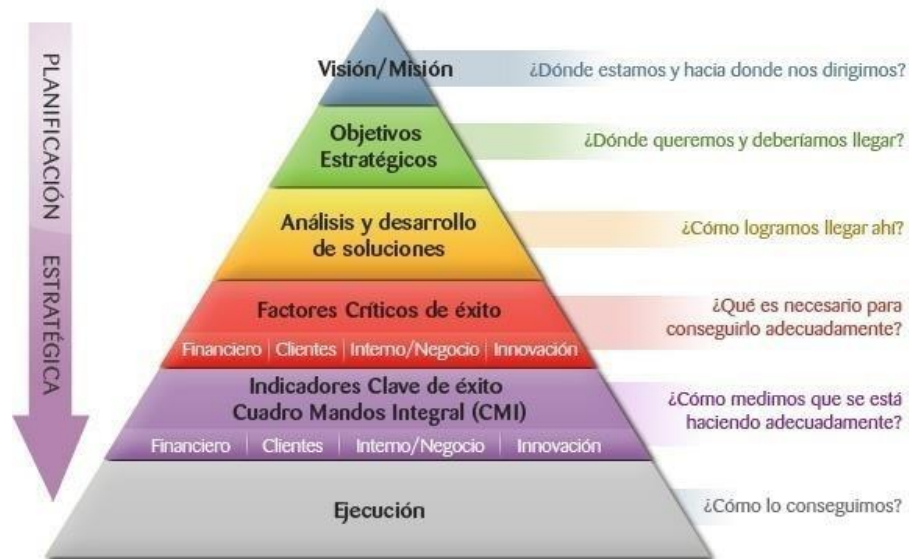 PLANIFICACIÓN ESTRATÉGICA
Visión/Misión
¿Dónde estamos y hacia donde nos dirigimos?
Objetivos
Estratégicos
¿Dónde queremos y deberíamos llegar?
Análisis y desarrollo
de soluciones
¿Cómo logramos llegar ahí?
Factores Críticos de éxito
Financiero Clientes Interno/Negocio Innovación
¿Qué es necesario para
conseguirlo adecuadamente?
Indicadores Clave de éxito
Cuadro Mandos Integral (CMI)
Financiero Clientes Interno/Negocio Innovación
¿Cómo medimos que se está
haciendo adecuadamente?
Ejecución
¿Cómo lo conseguimos?